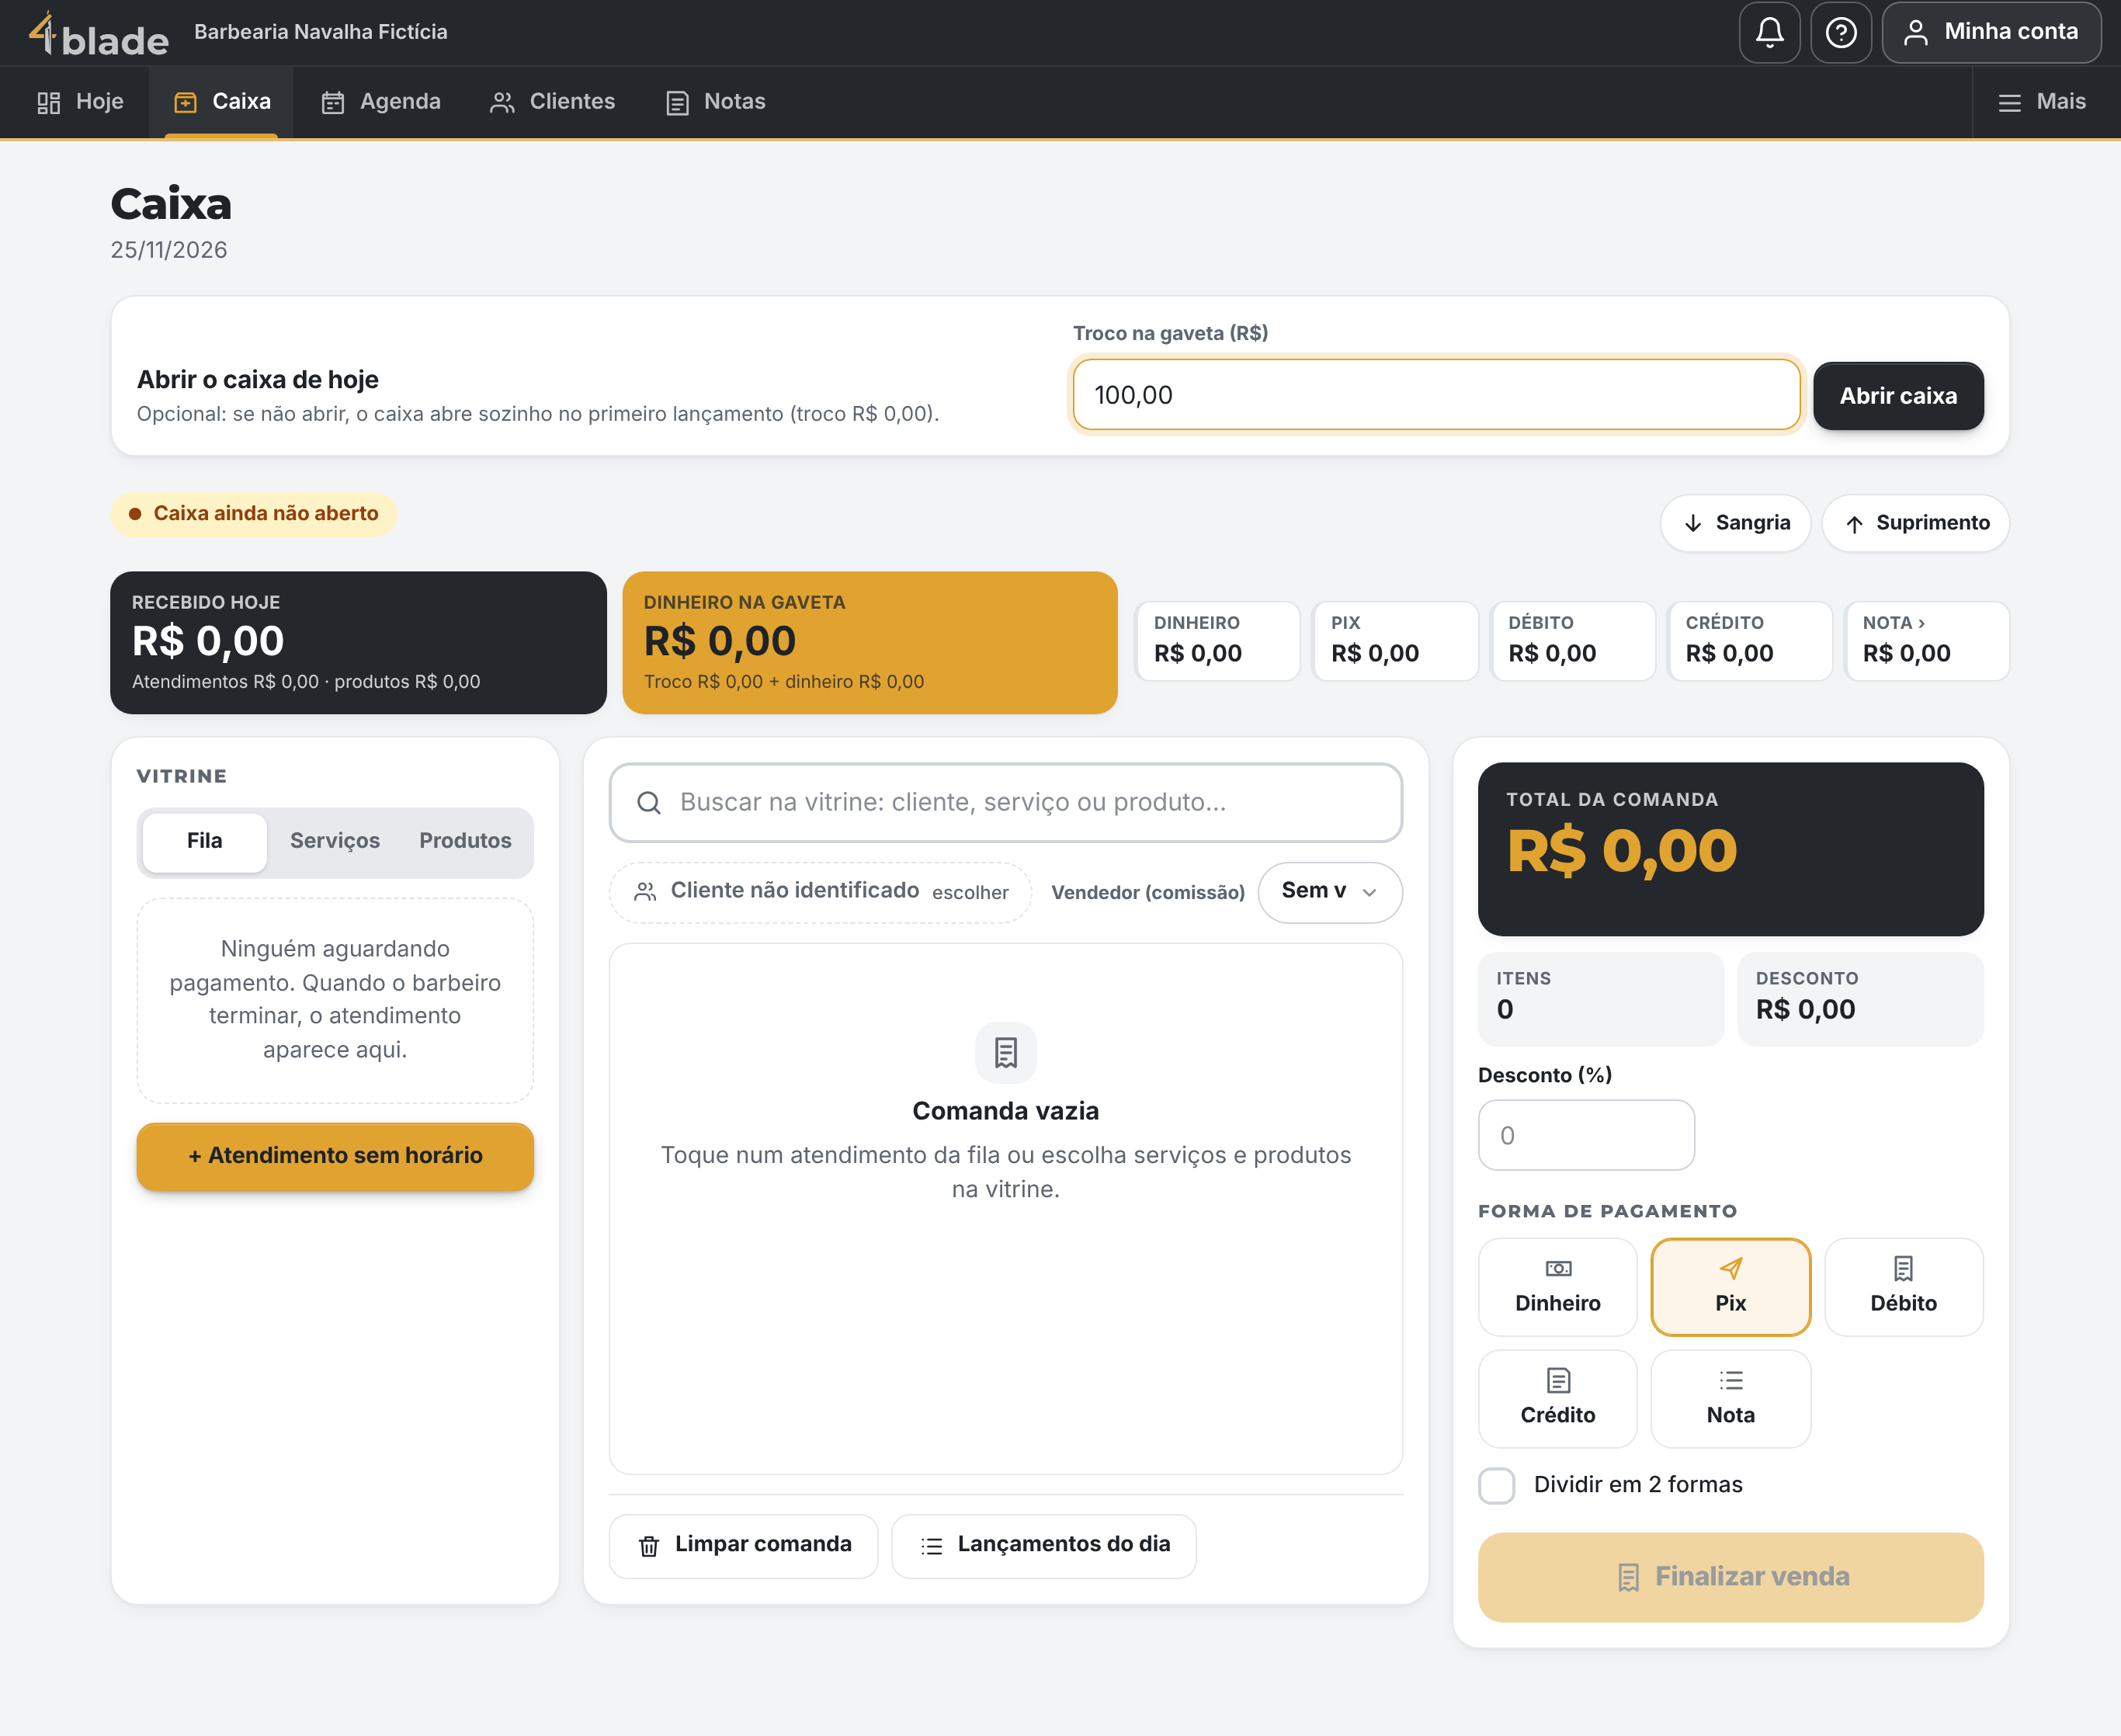 4blade
Barbearia Navalha Fictícia
Minha conta
Hoje
Caixa
Agenda
Clientes
Notas
Mais
Caixa
25/11/2026
Troco na gaveta (R$)
Abrir o caixa de hoje
Opcional: se não abrir, o caixa abre sozinho no primeiro lançamento (troco R$ 0,00).
100,00
Abrir caixa
Caixa ainda não aberto
Sangria
Suprimento
RECEBIDO HOJE
R$ 0,00
Atendimentos R$ 0,00 · produtos R$ 0,00
DINHEIRO NA GAVETA
R$ 0,00
Troco R$ 0,00 + dinheiro R$ 0,00
DINHEIRO
R$ 0,00
PIX
R$ 0,00
DÉBITO
R$ 0,00
CRÉDITO
R$ 0,00
NOTA ›
R$ 0,00
VITRINE
Fila
Serviços
Produtos
Ninguém aguardando
pagamento. Quando o barbeiro
terminar, o atendimento
aparece aqui.
+ Atendimento sem horário
Buscar na vitrine: cliente, serviço ou produto...
Cliente não identificado escolher
Vendedor (comissão)
Sem v
Comanda vazia
Toque num atendimento da fila ou escolha serviços e produtos
na vitrine.
Limpar comanda
Lançamentos do dia
TOTAL DA COMANDA
R$ 0,00
ITENS
0
DESCONTO
R$ 0,00
Desconto (%)
0
FORMA DE PAGAMENTO
Dinheiro
Pix
Débito
Crédito
Nota
Dividir em 2 formas
Finalizar venda